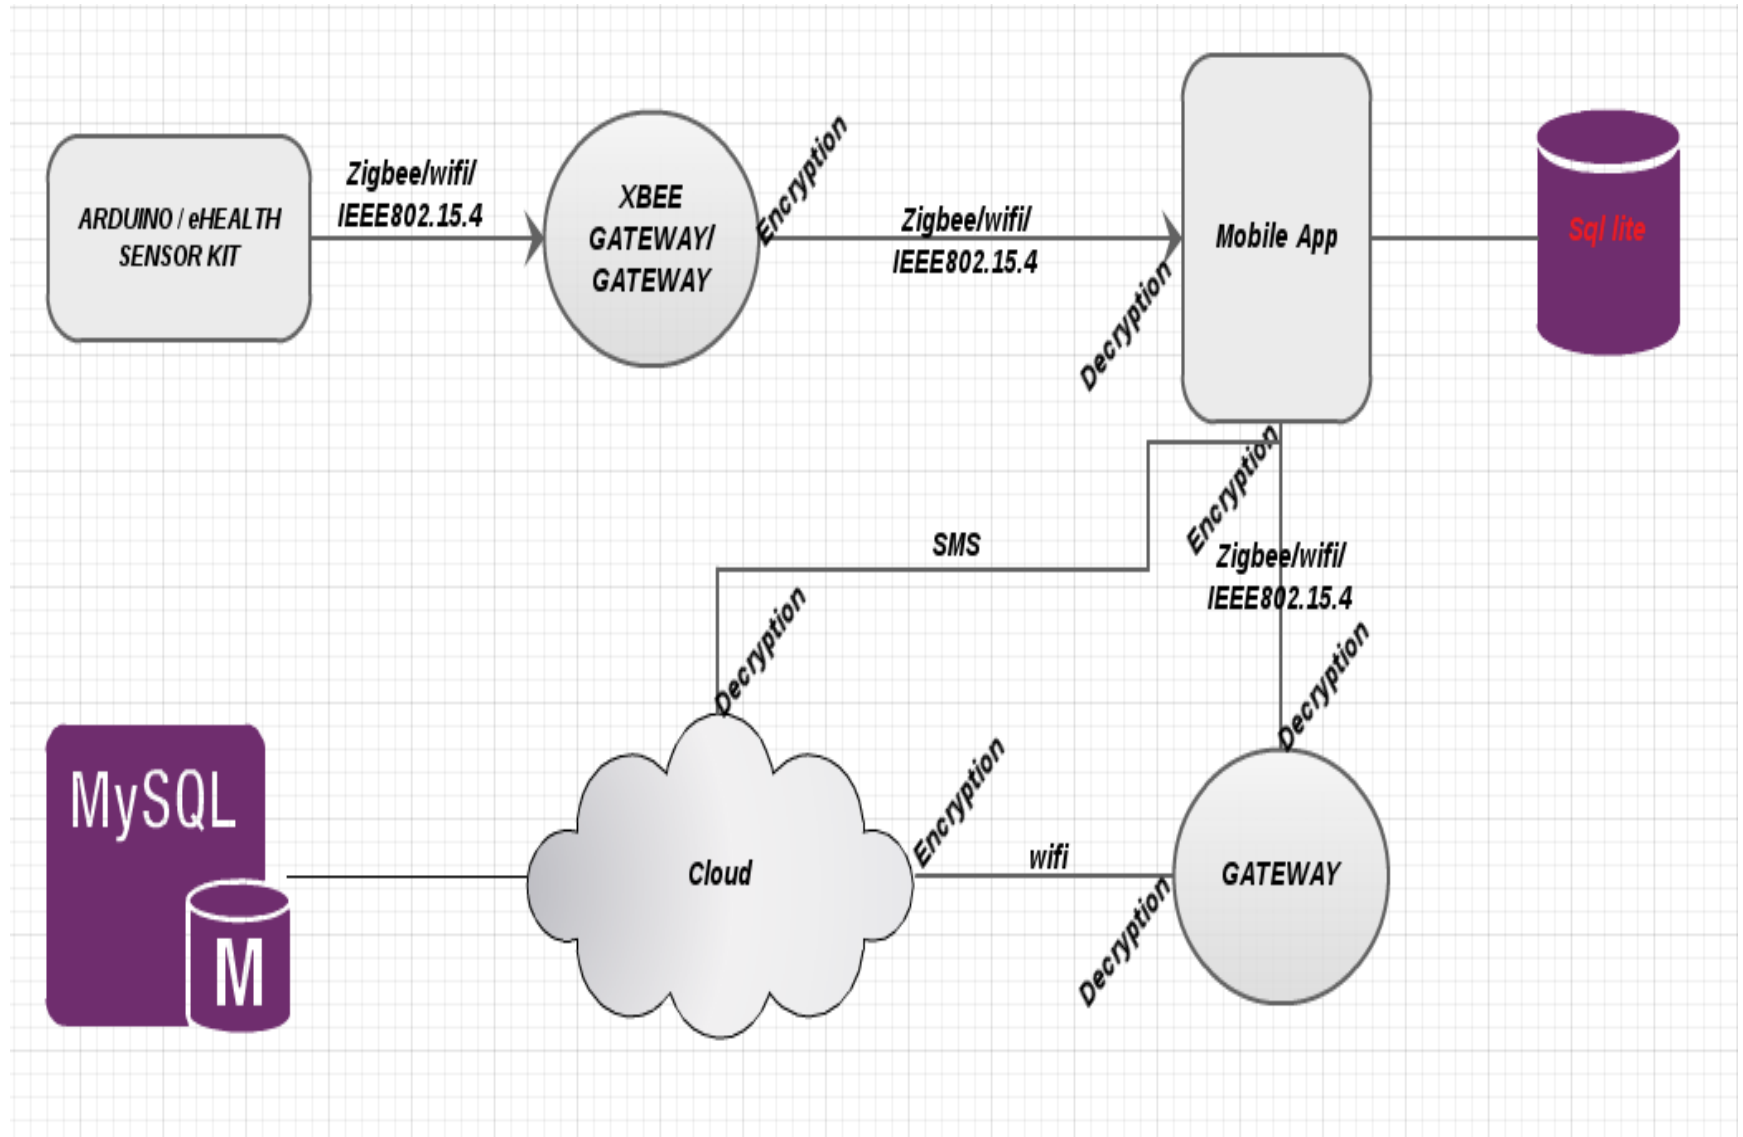 ARDUINO / eHEALTH
SENSOR KIT
Zigbee/wifi/
IEEE802.15.4
XBEE
GATEWAY/
GATEWAY
Encryption
Zigbee/wifi/
IEEE802.15.4
Decryption
Mobile App
Sql lite
Encryption
Zigbee/wifi/
IEEE802.15.4
SMS
Decryption
Decryption
MySQL
M
Cloud
Encryption
wifi
Decryption
GATEWAY